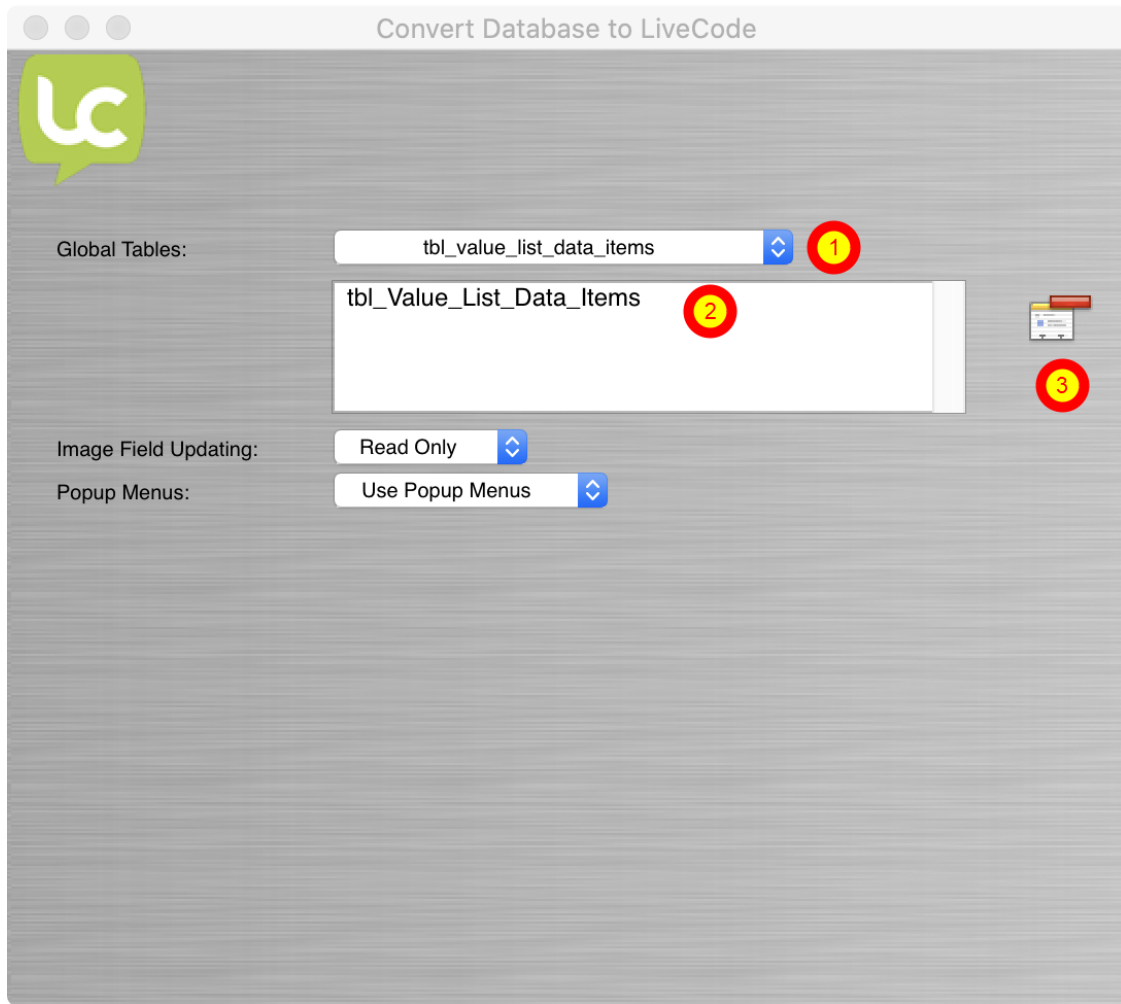 Convert Database to LiveCode
lc
Global Tables:
tbl_value_list_data_items
1
tbl_Value_List_Data_Items
2
3
Image Field Updating:
Read Only
Popup Menus:
Use Popup Menus